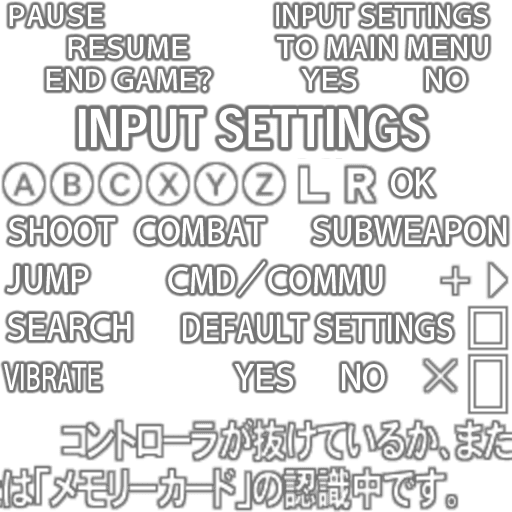 PAUSE INPUT SETTINGS
RESUME TO MAIN MENU
END GAME? YES NO
INPUT SETTINGS
Ⓐ Ⓑ Ⓒ Ⓧ Ⓨ Ⓩ L R OK
SHOOT COMBAT SUBWEAPON
JUMP CMD/COMMU +
SEARCH DEFAULT SETTINGS
VIBRATE YES NO ×
コントローラが抜けているか、また
は「メモリーカード」の認識中です。